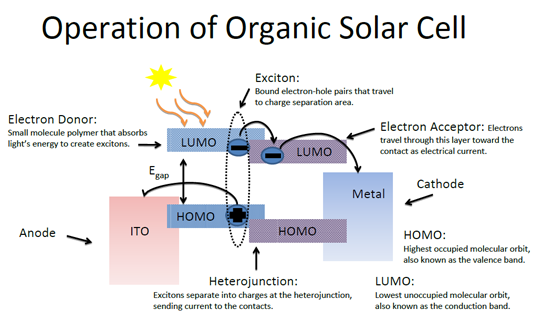 Operation of Organic Solar Cell
Exciton:
Bound electron-hole pairs that travel
to charge separation area.
Electron Donor:
Small molecule polymer that absorbs
light's energy to create excitons.
LUMO
LUMO
Electron Acceptor: Electrons
travel through this layer toward the
contact as electrical current.
Egap
Metal
Cathode
Anode
ITO
HOMO
HOMO
HOMO:
Highest occupied molecular orbit,
also known as the valence band.
Heterojunction:
Excitons separate into charges at the heterojunction,
sending current to the contacts.
LUMO:
Lowest unoccupied molecular orbit,
also known as the conduction band.